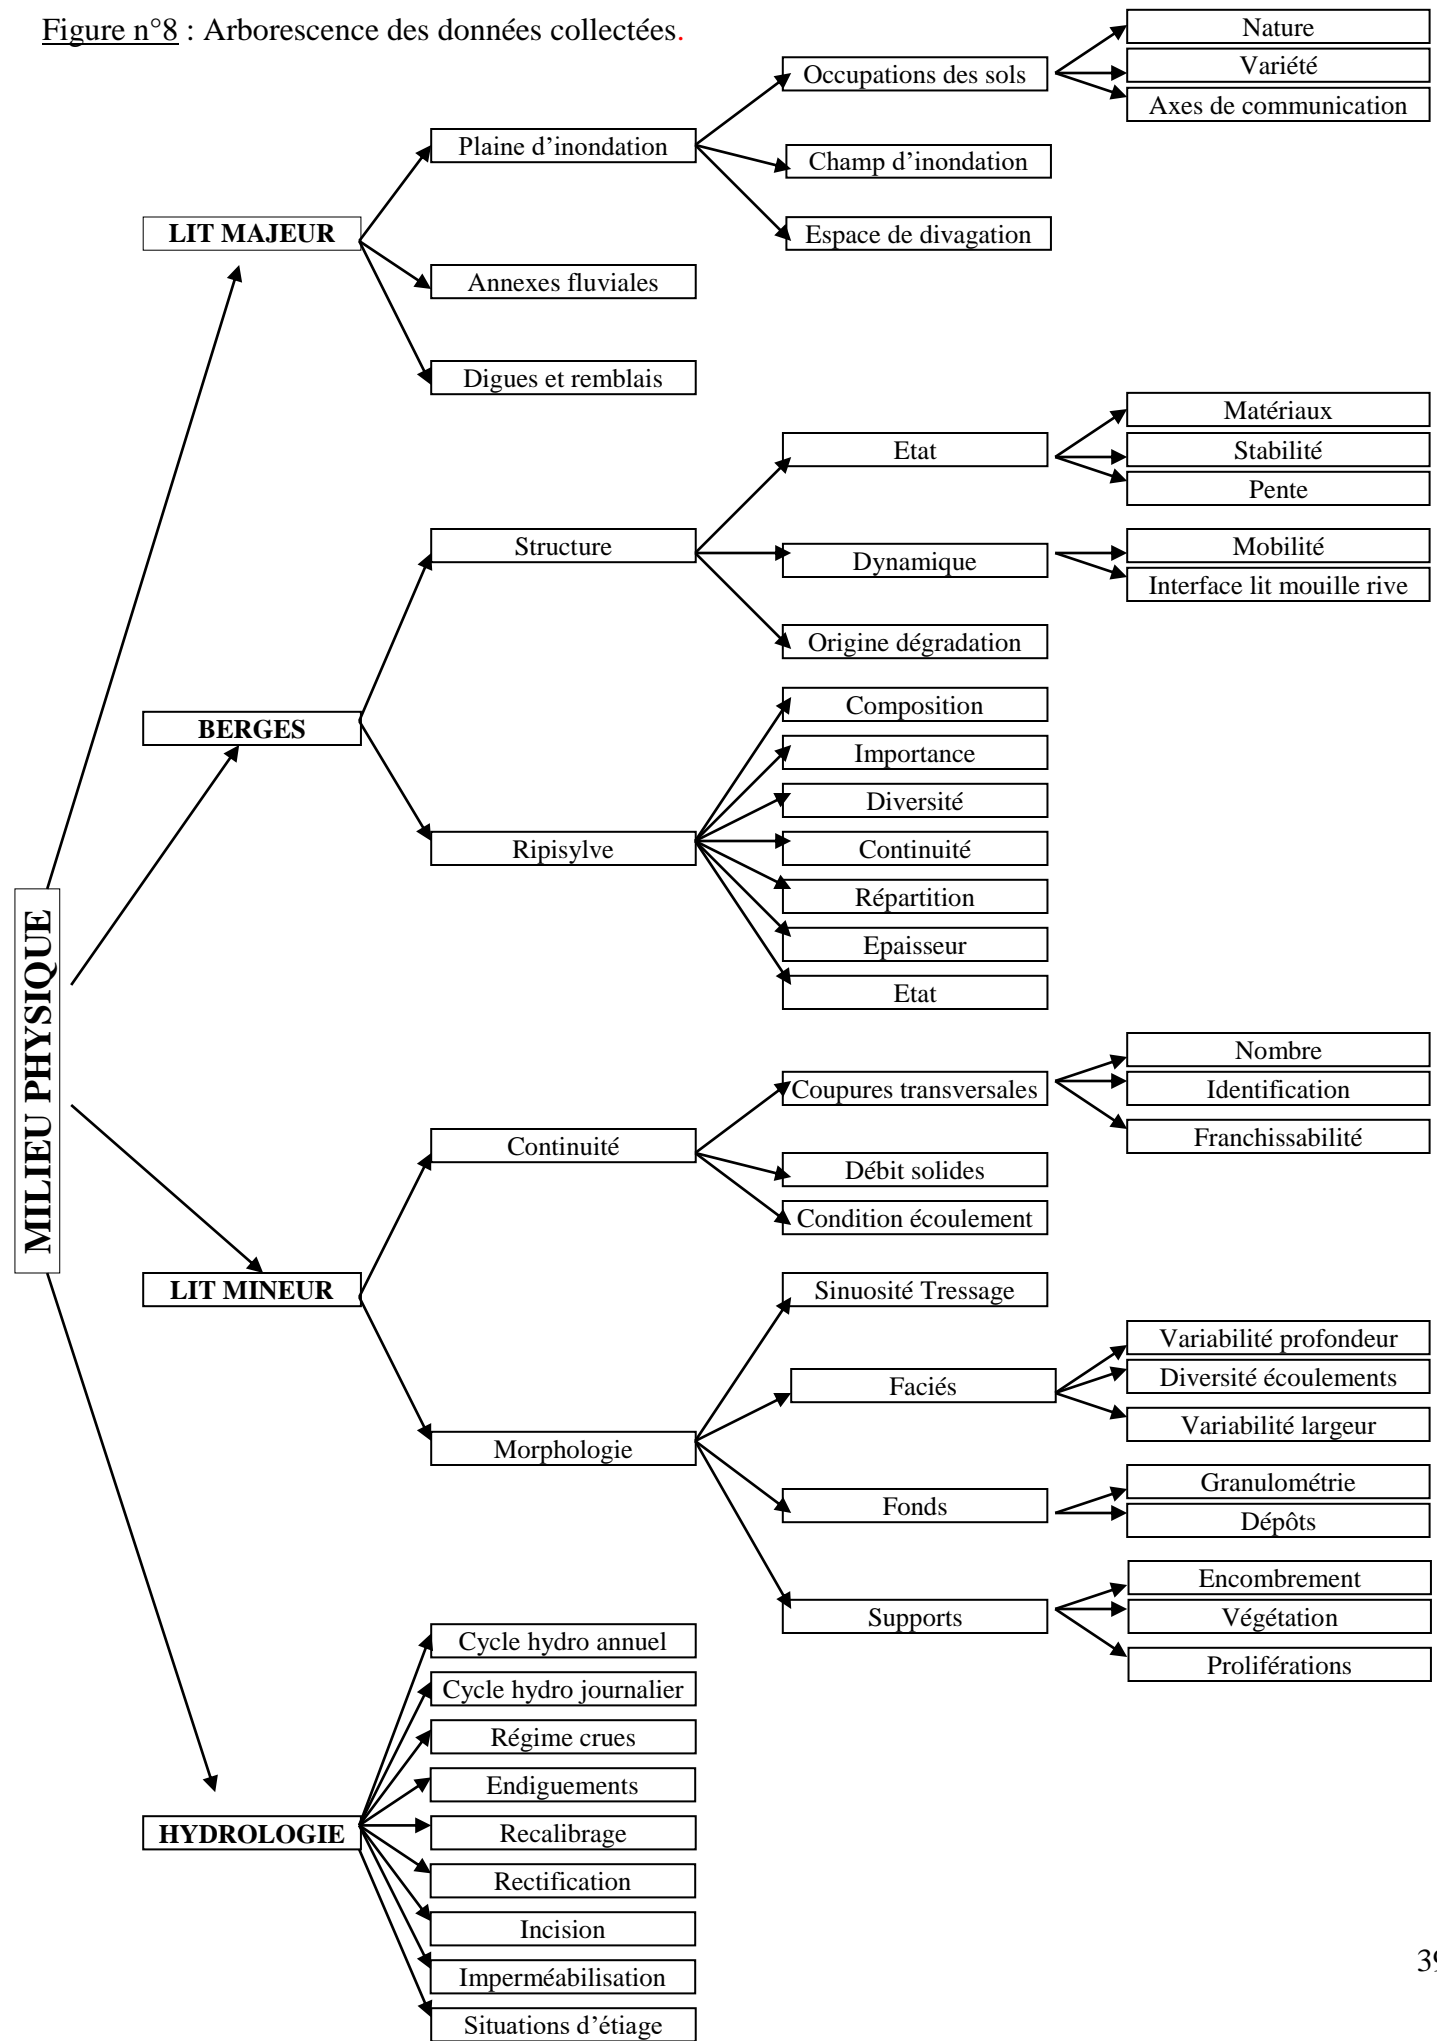 Figure n°8 : Arborescence des données collectées.
MILIEU PHYSIQUE
LIT MAJEUR
Plaine d’inondation
Occupations des sols
Nature
Variété
Axes de communication
Champ d’inondation
Espace de divagation
Annexes fluviales
Digues et remblais
BERGES
Structure
Etat
Matériaux
Stabilité
Pente
Dynamique
Mobilité
Interface lit mouille rive
Origine dégradation
Ripisylve
Composition
Importance
Diversité
Continuité
Répartition
Epaisseur
Etat
LIT MINEUR
Continuité
Coupures transversales
Nombre
Identification
Franchissabilité
Débit solides
Condition écoulement
Morphologie
Sinuosité Tressage
Faciés
Variabilité profondeur
Diversité écoulements
Variabilité largeur
Fonds
Granulométrie
Dépôts
Supports
Encombrement
Végétation
Proliférations
HYDROLOGIE
Cycle hydro annuel
Cycle hydro journalier
Régime crues
Endiguements
Recalibrage
Rectification
Incision
Imperméabilisation
Situations d’étiage
39